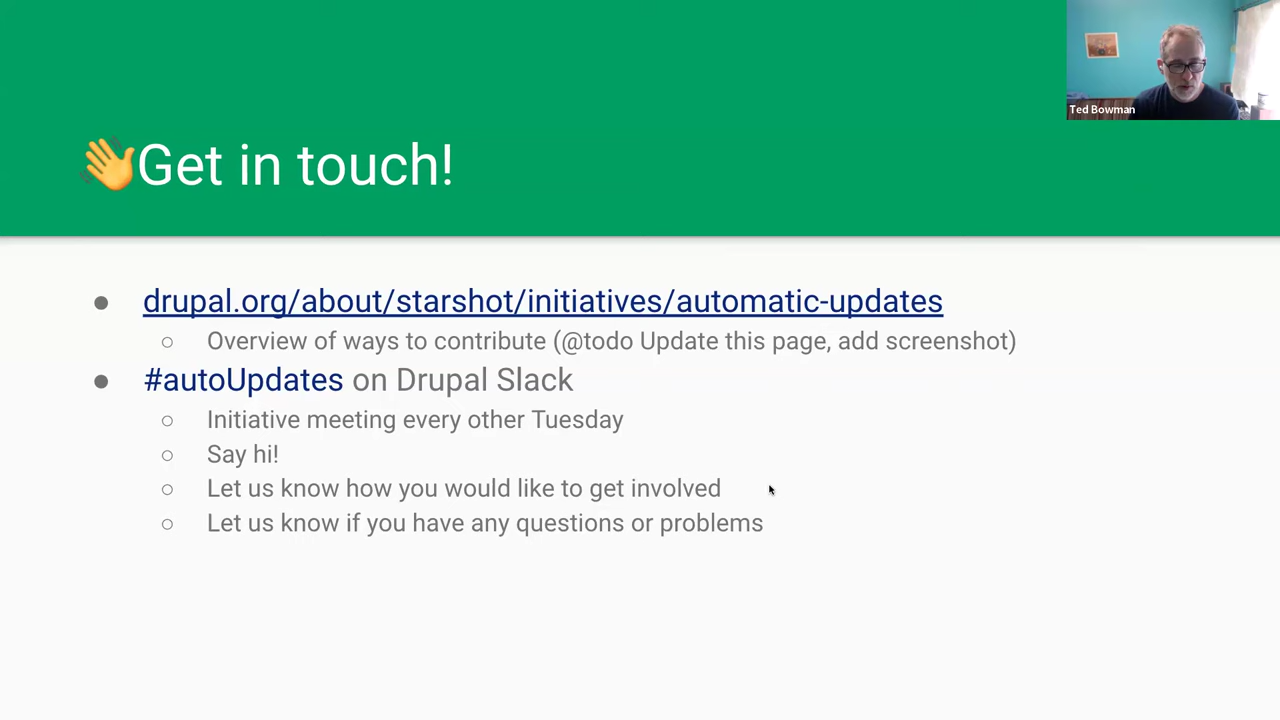 Ted Bowman
👋Get in touch!
● drupal.org/about/starshot/initiatives/automatic-updates
○ Overview of ways to contribute (@todo Update this page, add screenshot)
● #autoUpdates on Drupal Slack
○ Initiative meeting every other Tuesday
○ Say hi!
○ Let us know how you would like to get involved
○ Let us know if you have any questions or problems